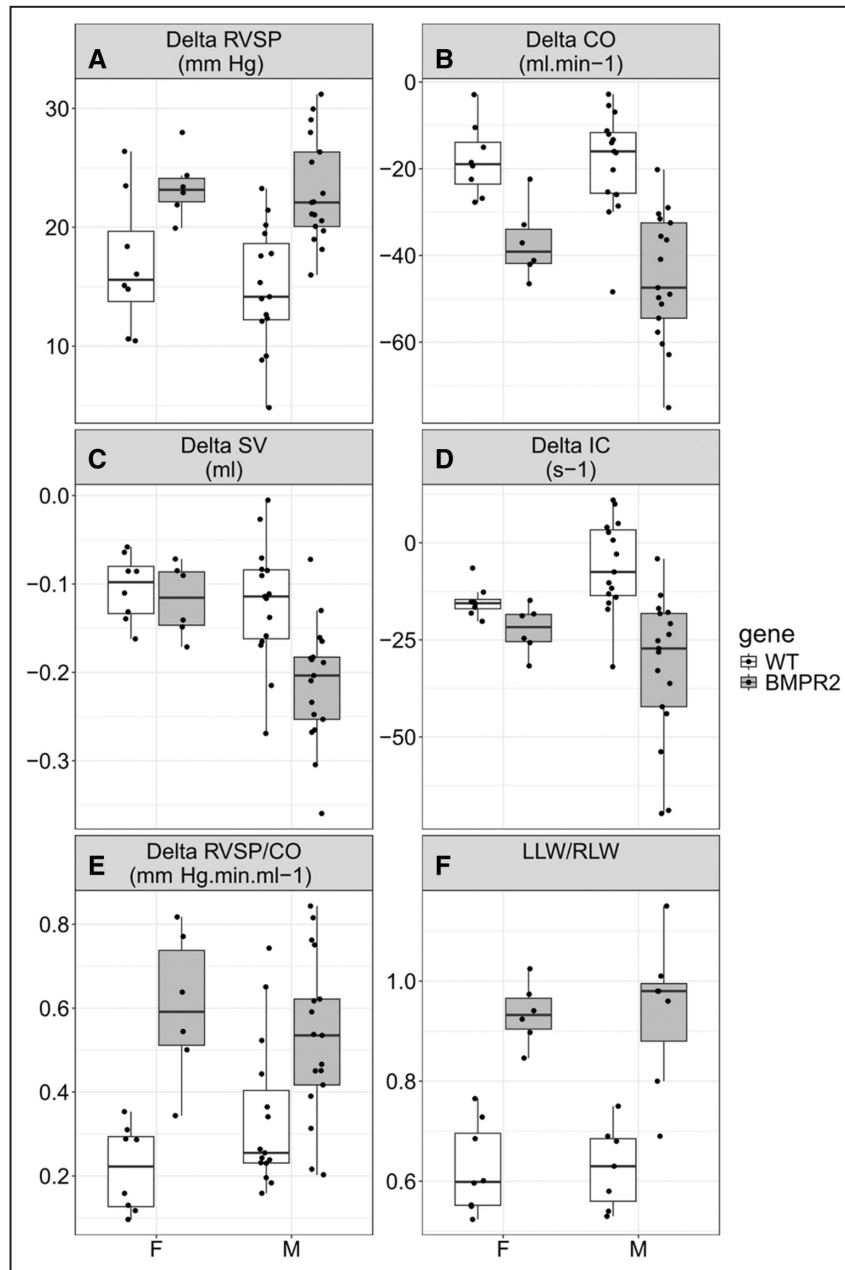 A Delta RVSP
(mm Hg)
B Delta CO
(ml.min−1)
30
20
10
0
−20
−40
−60
C Delta SV
(ml)
D Delta IC
(s−1)
0.0
−0.1
−0.2
−0.3
0
−25
−50
gene
WT
BMPR2
E Delta RVSP/CO
(mm Hg.min.ml−1)
F LLW/RLW
0.8
0.6
0.4
0.2
1.0
0.8
0.6
F M
F M